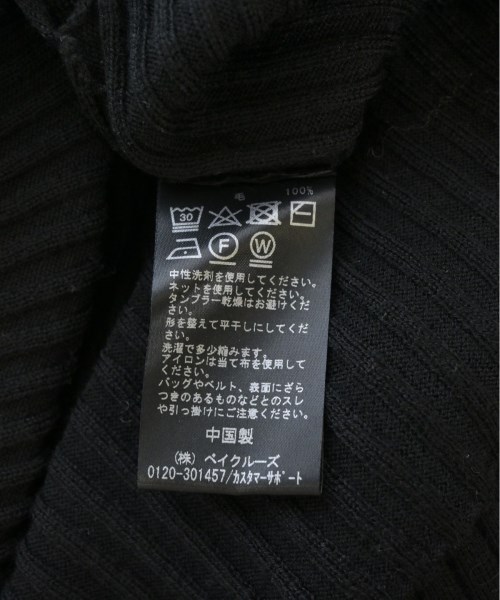 毛 100%
30
F W
中性洗剤を使用してください。
ネットを使用してください。
タンブラー乾燥はお避けくだ
さい。
形を整えて平干しにしてくだ
さい。
洗濯で多少縮みます。
アイロンは当て布を使用して
ください。
バッグやベルト、表面にざら
つきのあるものなどとのスレ
や引っ掛けにご注意ください。
中国製
(株) ベイクルーズ
0120-301457/ｶｽﾀﾏｰｻﾎﾟｰﾄ